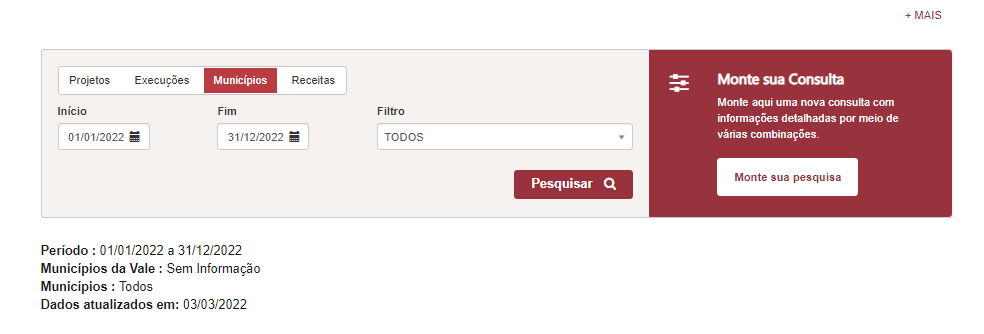 + MAIS
Projetos Execuções Municípios Receitas
Início Fim Filtro
01/01/2022 31/12/2022 TODOS
Pesquisar
Monte sua Consulta
Monte aqui uma nova consulta com
informações detalhadas por meio de
várias combinações.
Monte sua pesquisa
Período : 01/01/2022 a 31/12/2022
Municípios da Vale : Sem Informação
Municípios : Todos
Dados atualizados em: 03/03/2022